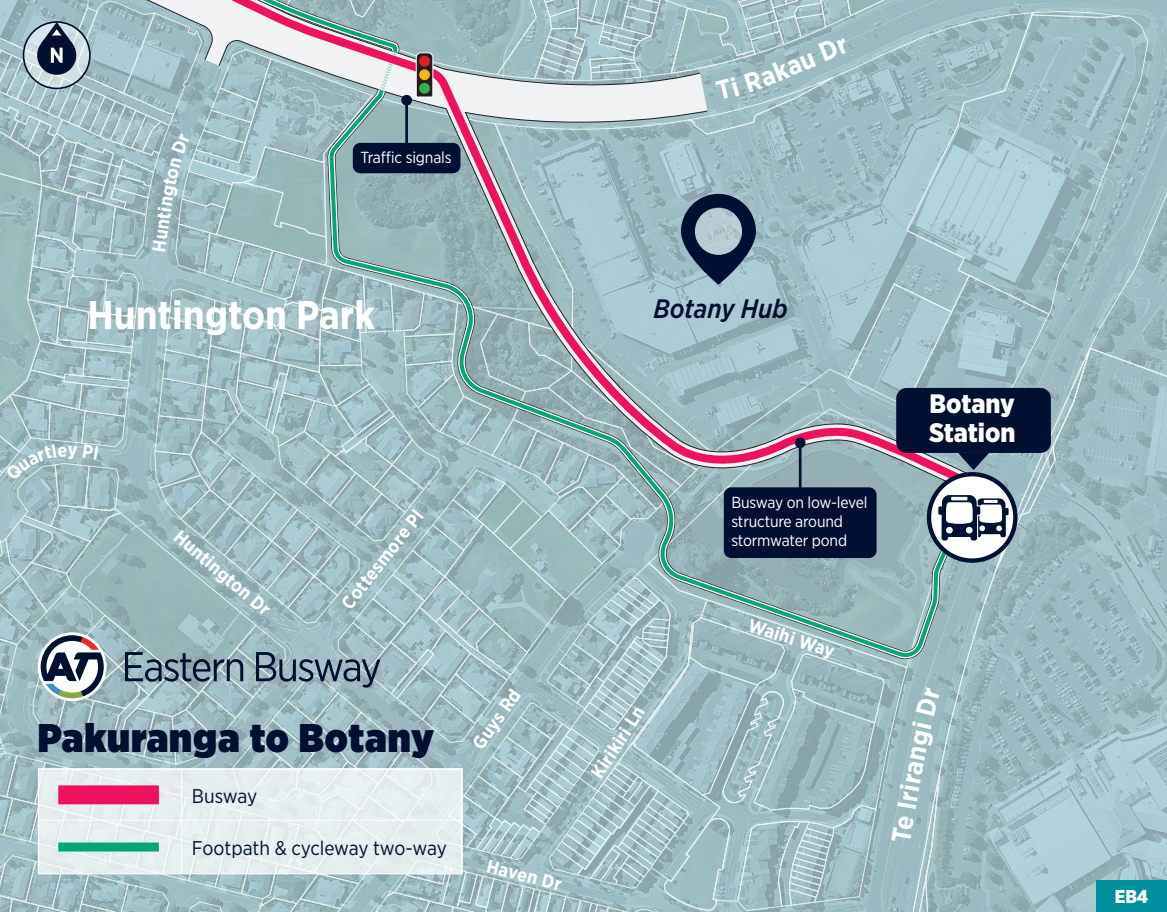 N
Ti Rakau Dr
Traffic signals
Huntington Dr
Botany Hub
Huntington Park
Botany
Station
Quartley Pl
Busway on low-level
structure around
stormwater pond
Huntington Dr
Cottesmore Pl
Waihi Way
AT Eastern Busway
Guys Rd
Kirikiri Ln
Te Irirangi Dr
Pakuranga to Botany
Busway
Footpath & cycleway two-way
Haven Dr
EB4